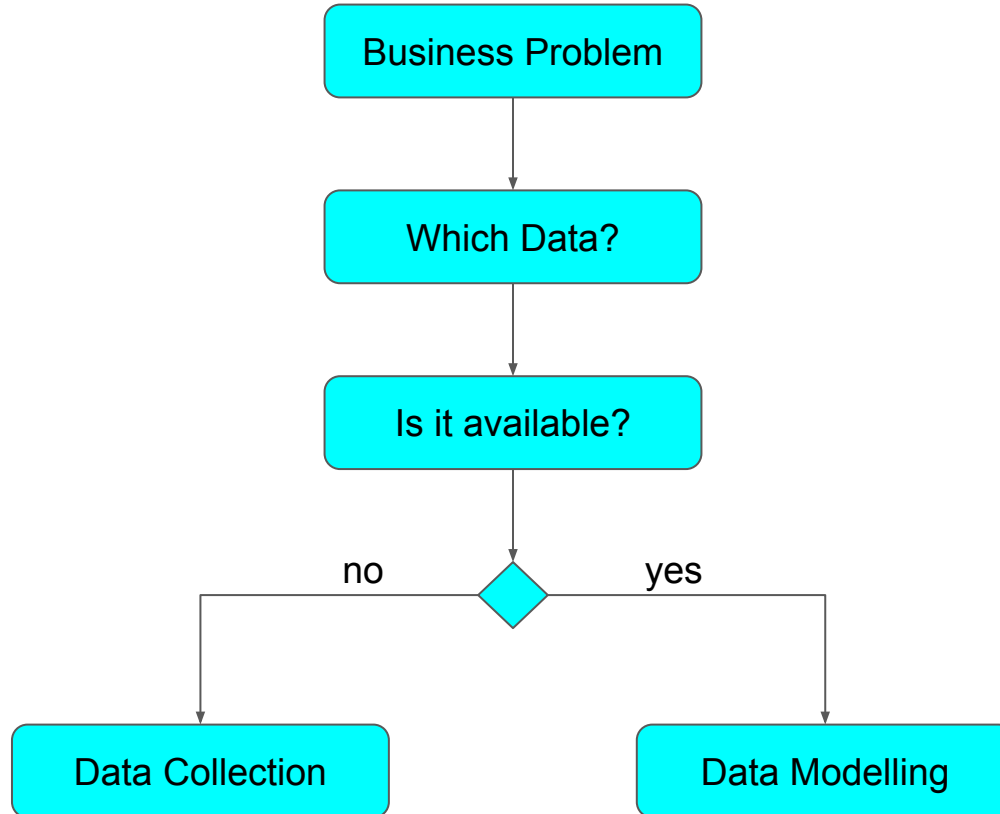 Business Problem
Which Data?
Is it available?
no
yes
Data Collection
Data Modelling